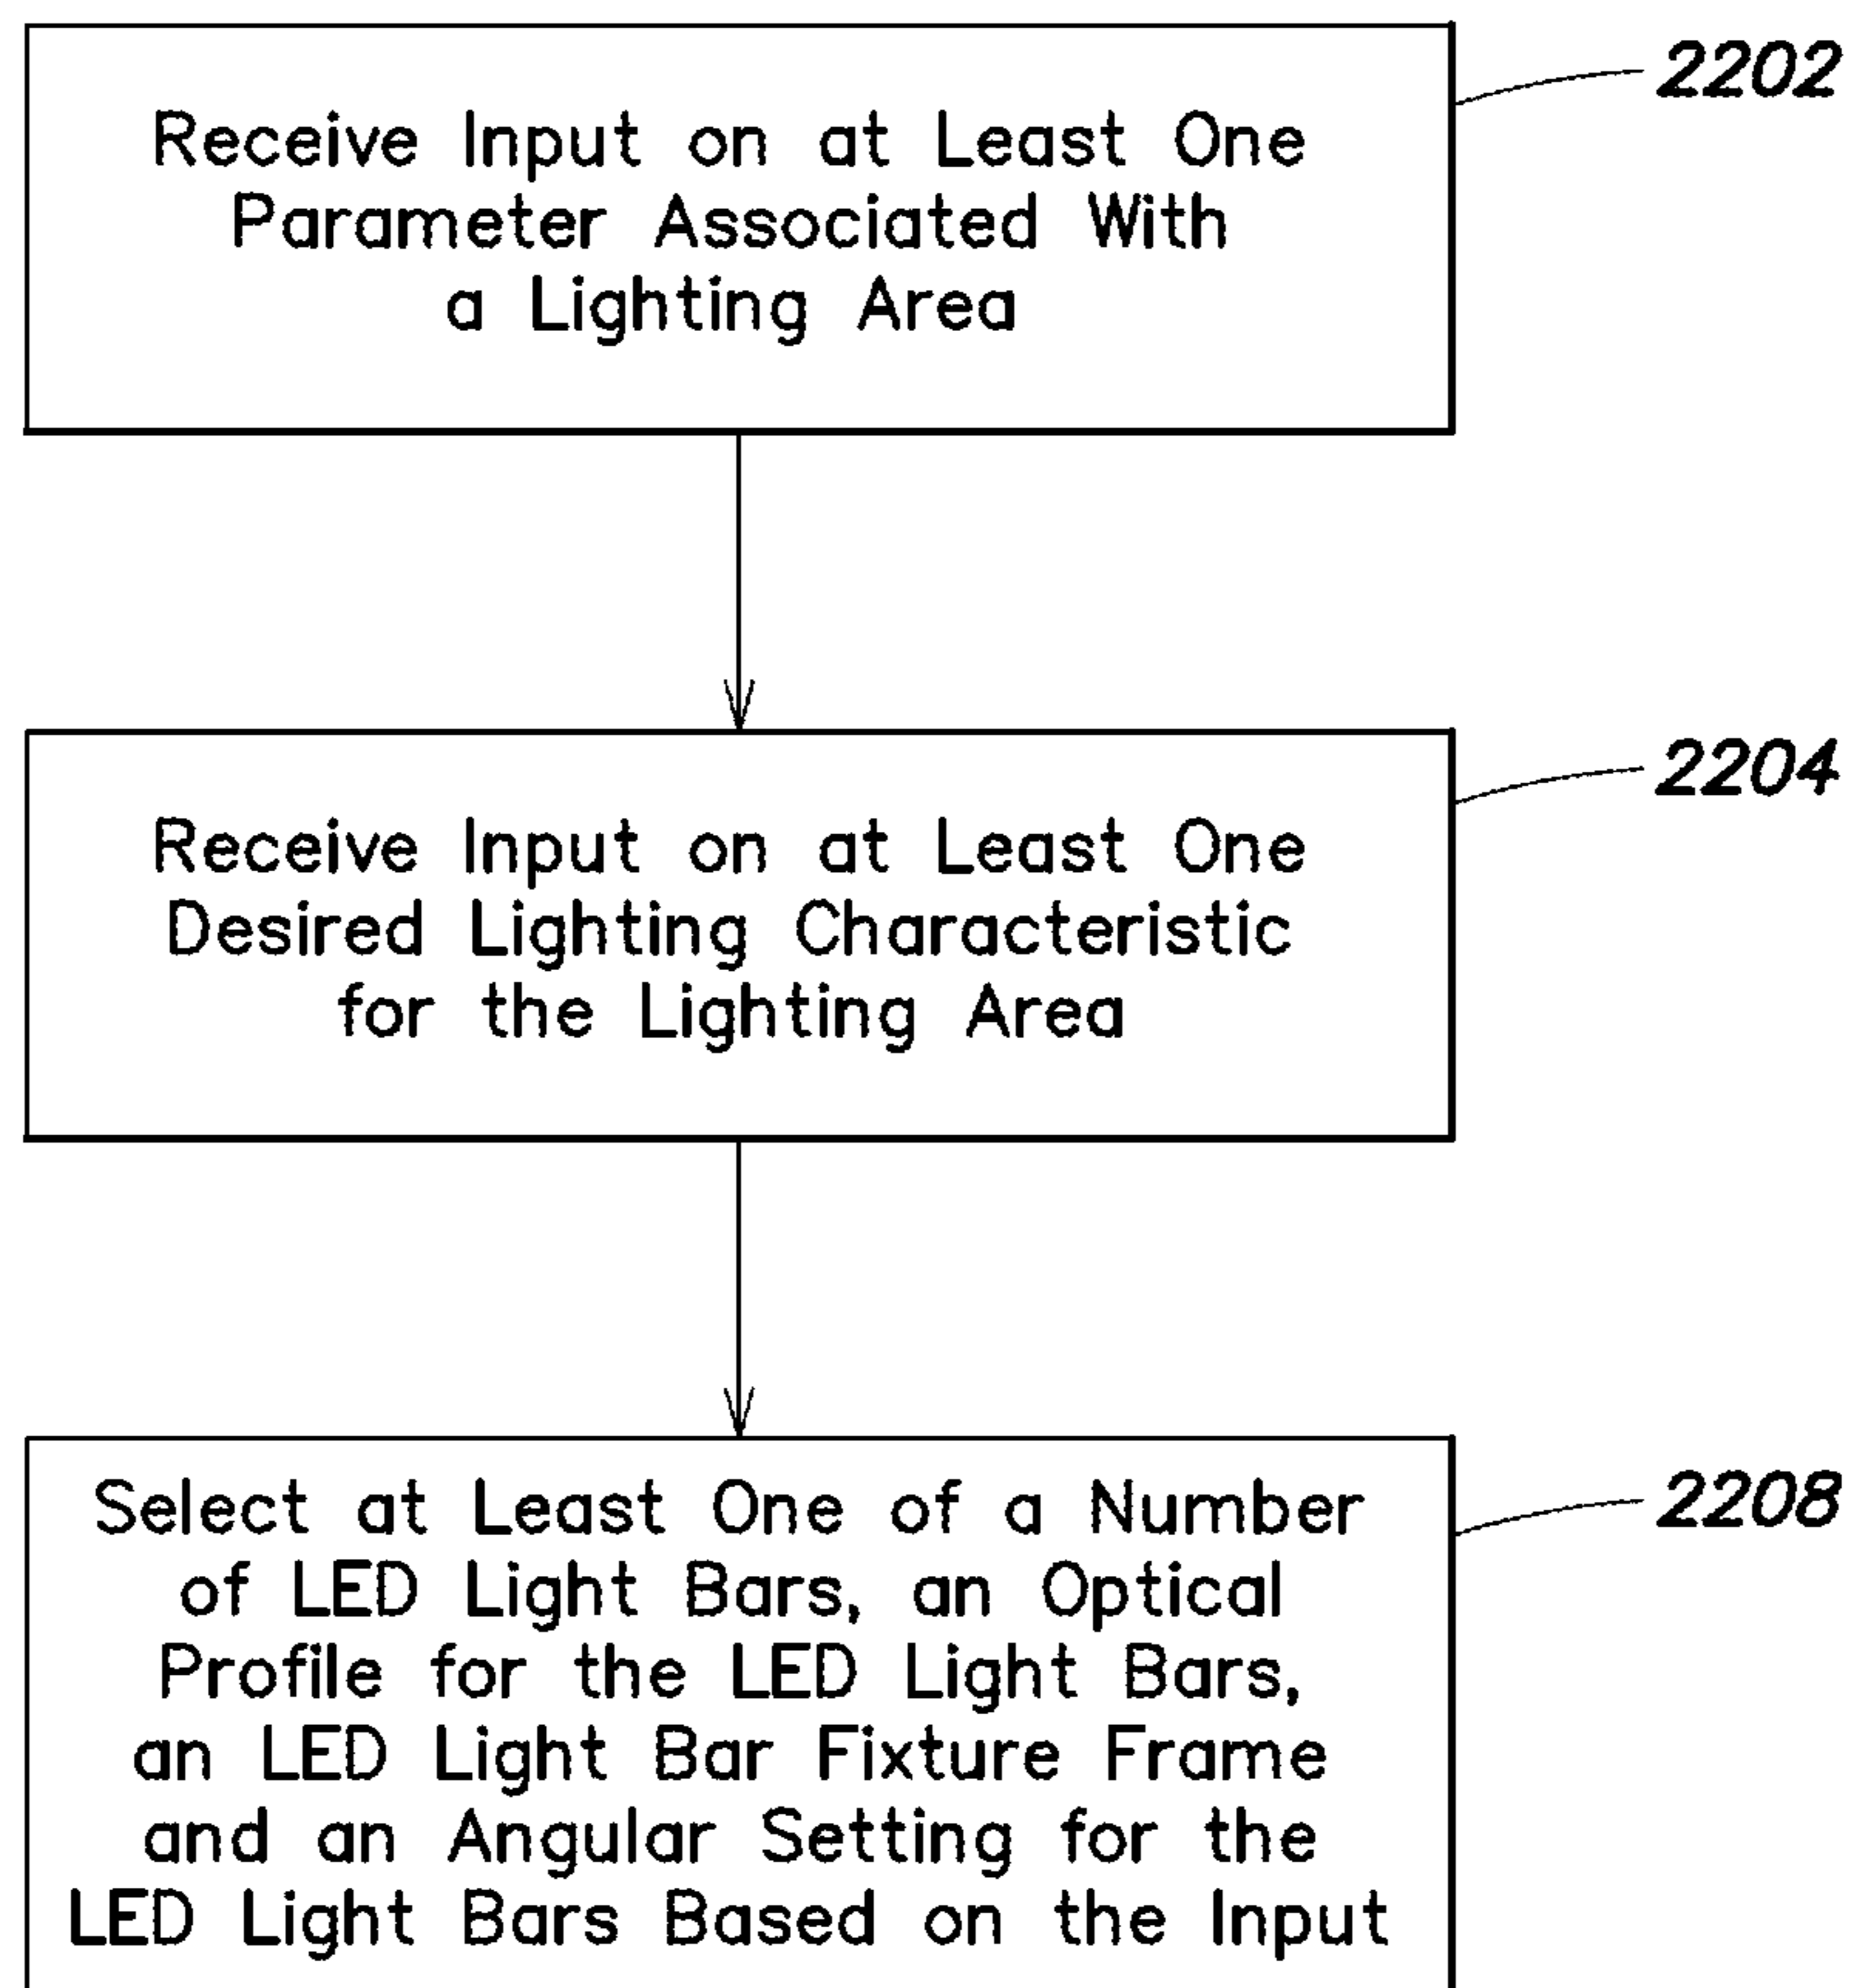 Receive Input on at Least One
Parameter Associated With
a Lighting Area
2202
Receive Input on at Least One
Desired Lighting Characteristic
for the Lighting Area
2204
Select at Least One of a Number
of LED Light Bars, an Optical
Profile for the LED Light Bars,
an LED Light Bar Fixture Frame
and an Angular Setting for the
LED Light Bars Based on the Input
2208